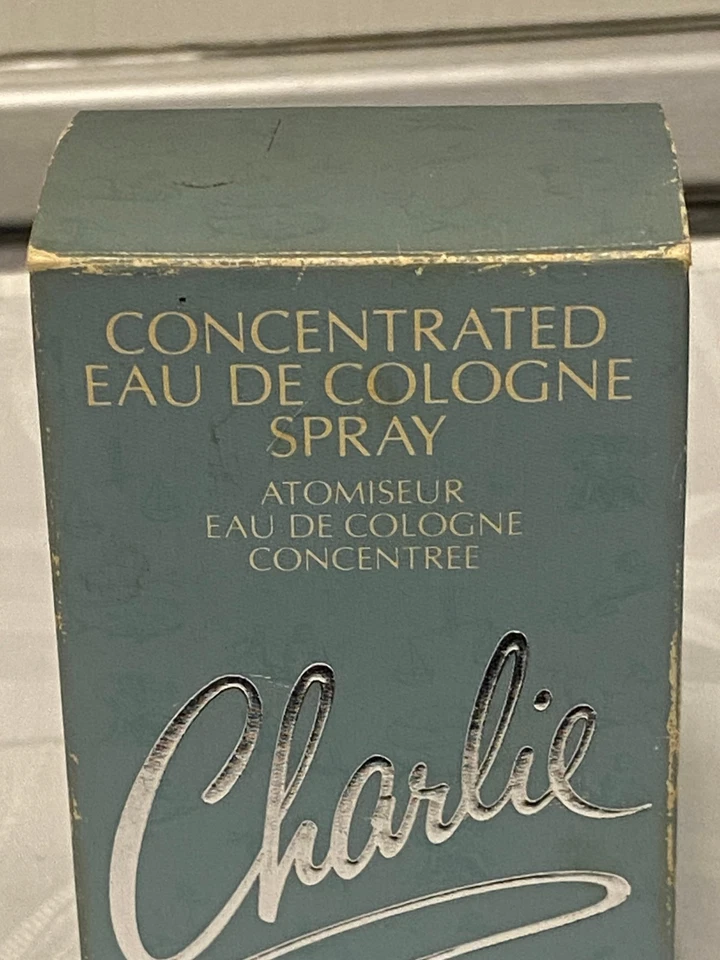 CONCENTRATED
EAU DE COLOGNE
SPRAY
ATOMISEUR
EAU DE COLOGNE
CONCENTREE
Charlie